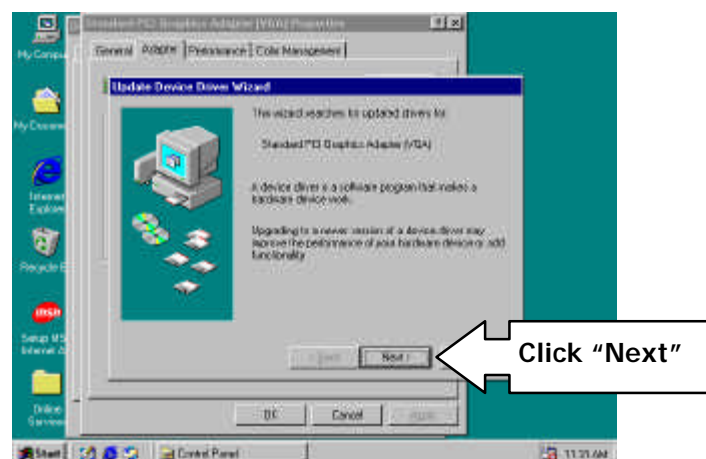 Standard PCI Graphics Adapter (VGA) Properties
General Adapter Performance Color Management
My Compu
Update Device Driver Wizard
This wizard searches for updated drivers for:
Standard PCI Graphics Adapter (VGA)
A device driver is a software program that makes a
hardware device work.
Upgrading to a newer version of a device driver may
improve the performance of your hardware device or add
functionality.
My Docume
Internet
Explorer
Recycle B
msn
Setup MS
Internet A
Online
Services
< Back Next >
Click “Next”
OK Cancel Apply
Start Control Panel 11:31 AM